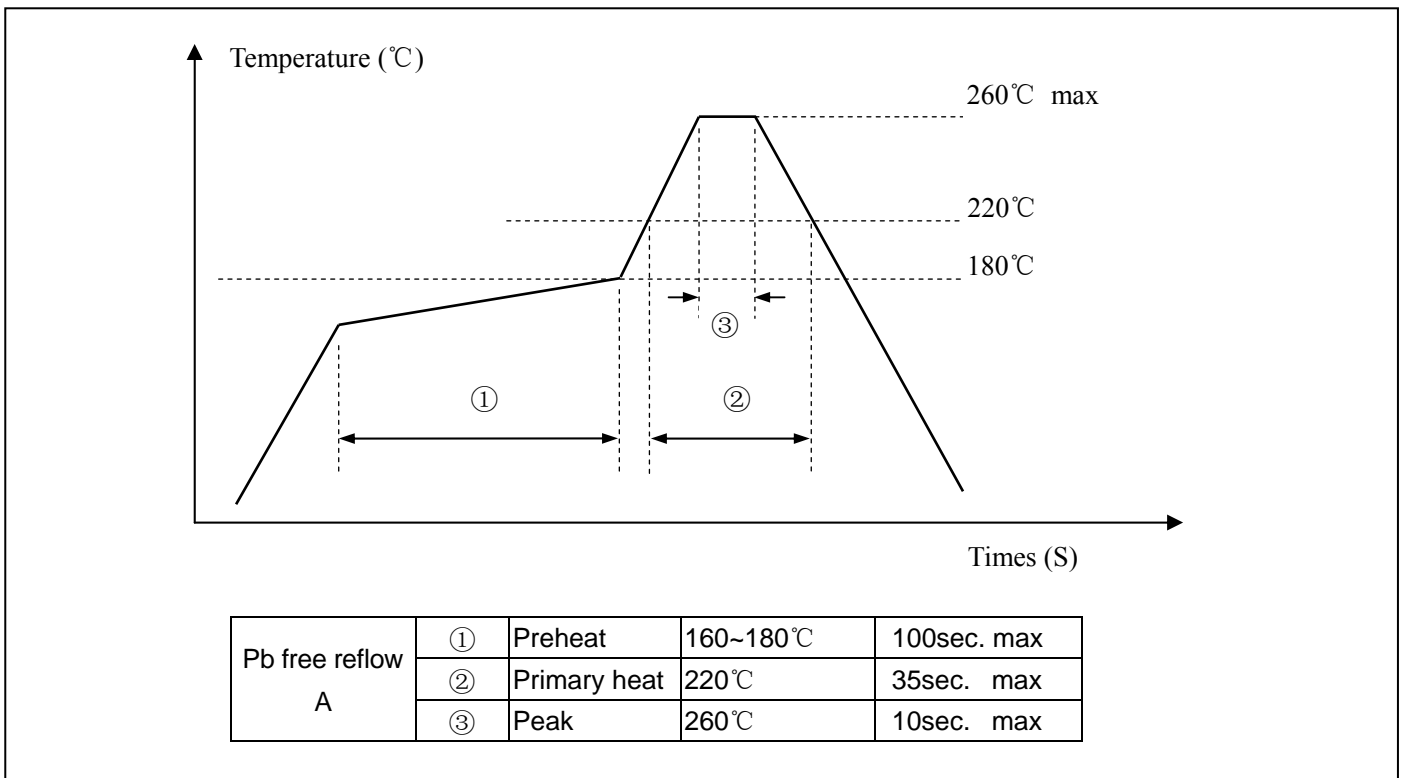 Temperature (℃)
260℃ max
220℃
180℃
③
① ②
Times (S)
Pb free reflow A
① Preheat 160~180℃ 100sec. max
② Primary heat 220℃ 35sec. max
③ Peak 260℃ 10sec. max